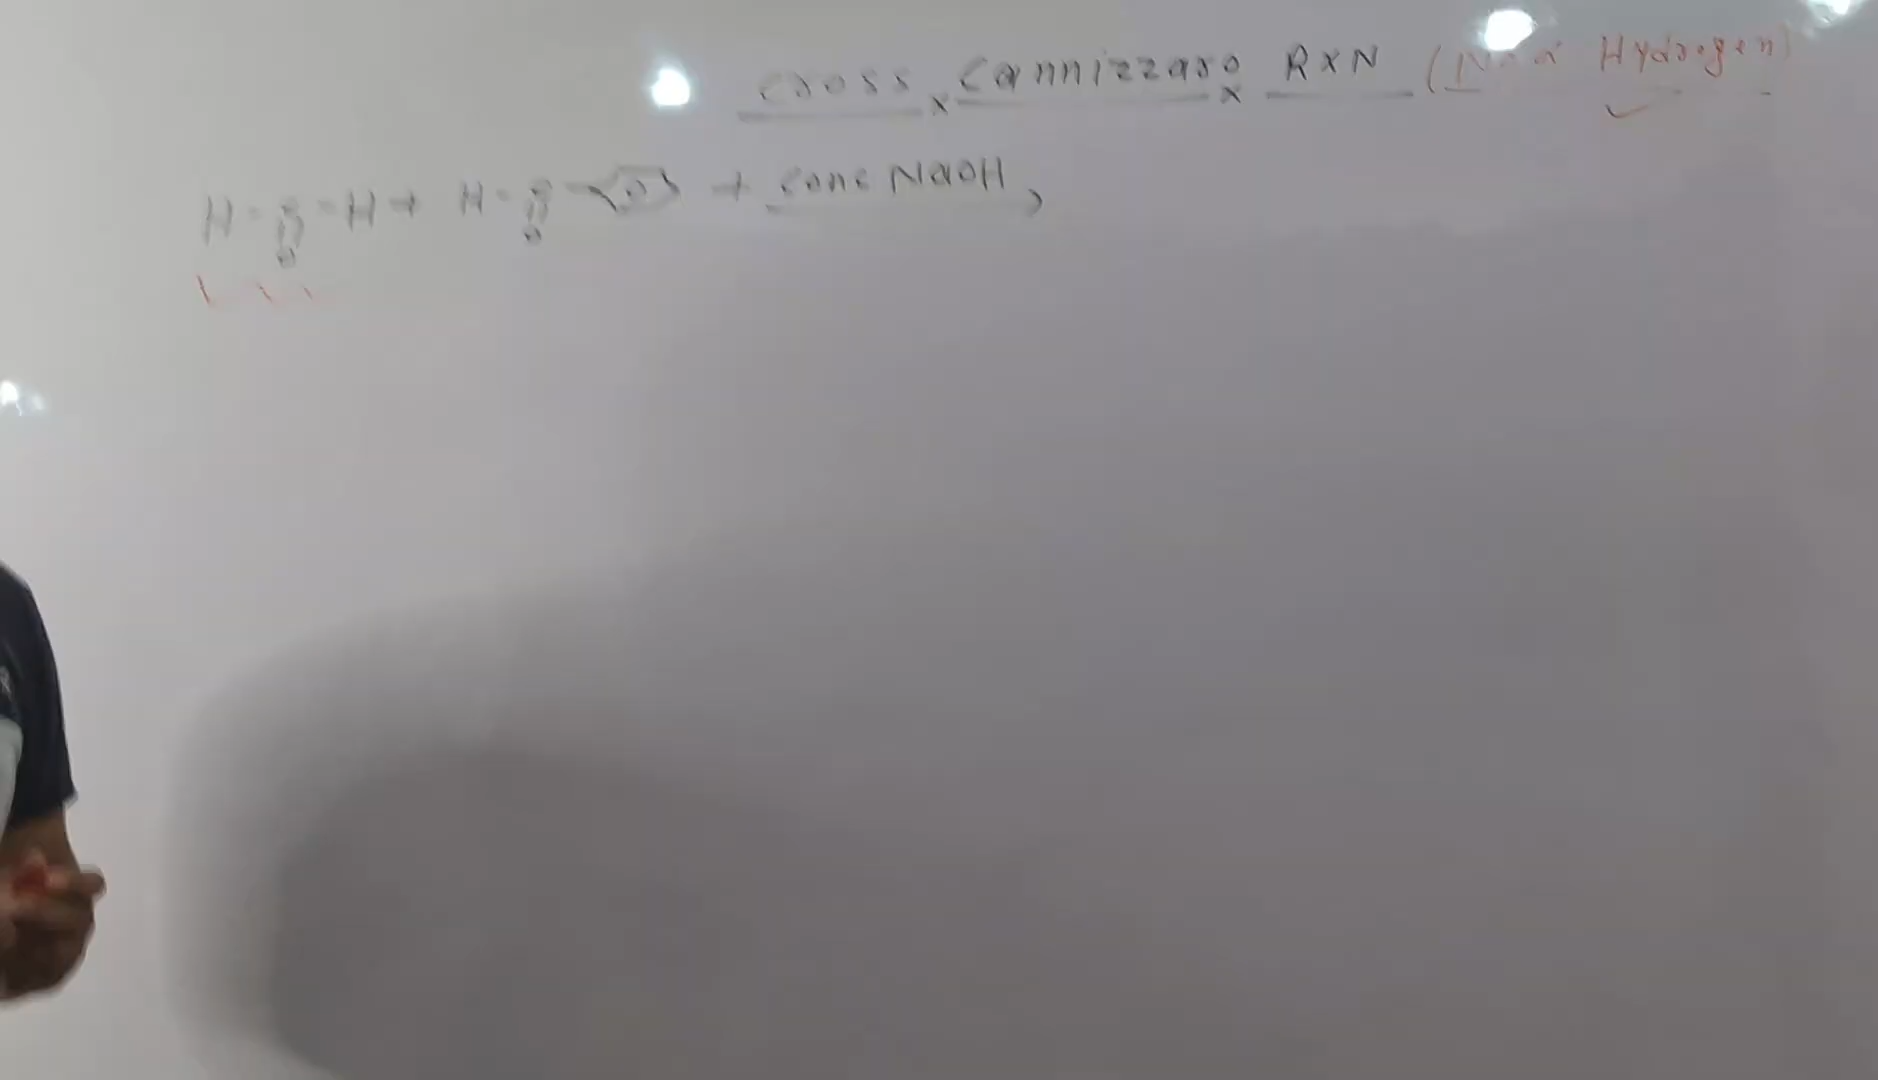 Cross Cannizzaro RXN (No α Hydrogen)
H-C-H + H-C- + conc NaOH,
O O